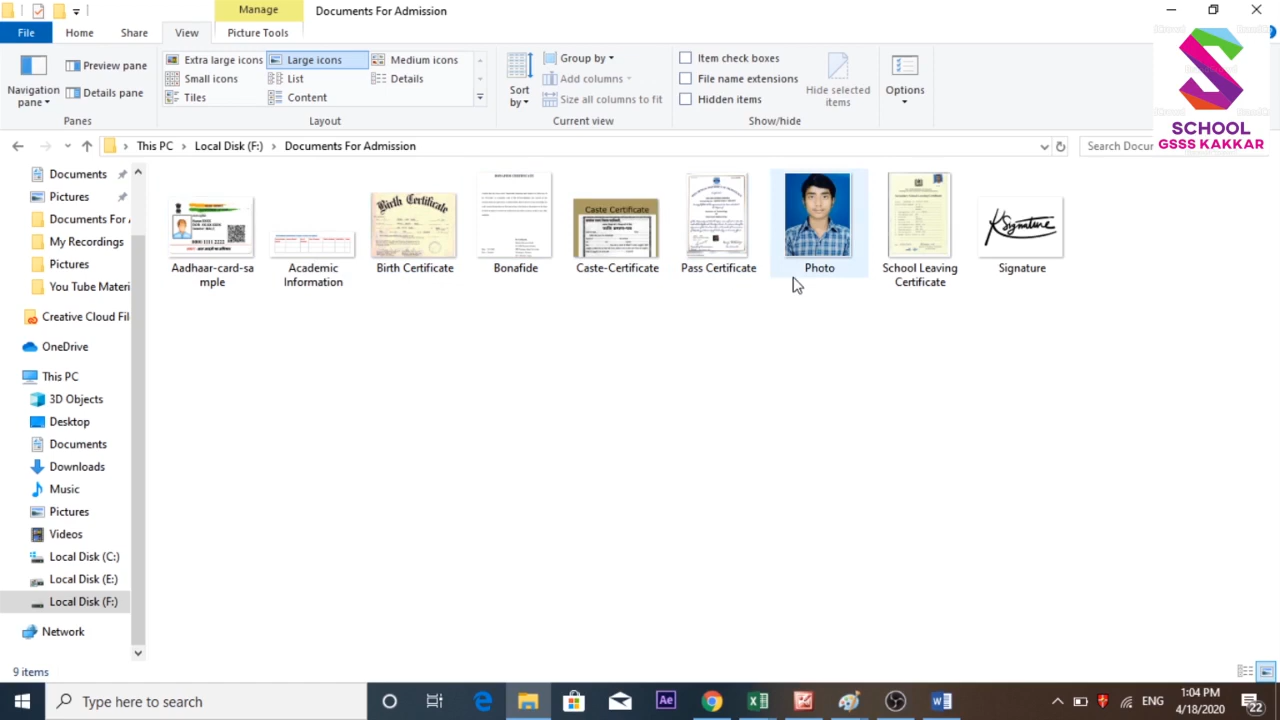 Manage
Documents For Admission
File
Home
Share
View
Picture Tools
Navigation pane
Preview pane
Details pane
Panes
Extra large icons
Large icons
Medium icons
Small icons
List
Details
Tiles
Content
Layout
Sort by
Group by
Add columns
Size all columns to fit
Current view
Item check boxes
File name extensions
Hidden items
Hide selected items
Show/hide
Options
SCHOOL
GSSS KAKKAR
This PC
Local Disk (F:)
Documents For Admission
Search Docu
Documents
Pictures
Documents For
My Recordings
Pictures
You Tube Materi
Creative Cloud Fil
OneDrive
This PC
3D Objects
Desktop
Documents
Downloads
Music
Pictures
Videos
Local Disk (C:)
Local Disk (E:)
Local Disk (F:)
Network
Birth Certificate
Caste Certificate
Signature
Aadhaar-card-sa
mple
Academic
Information
Birth Certificate
Bonafide
Caste-Certificate
Pass Certificate
Photo
School Leaving
Certificate
Signature
9 items
Type here to search
Ae
ENG
1:04 PM
4/18/2020
22